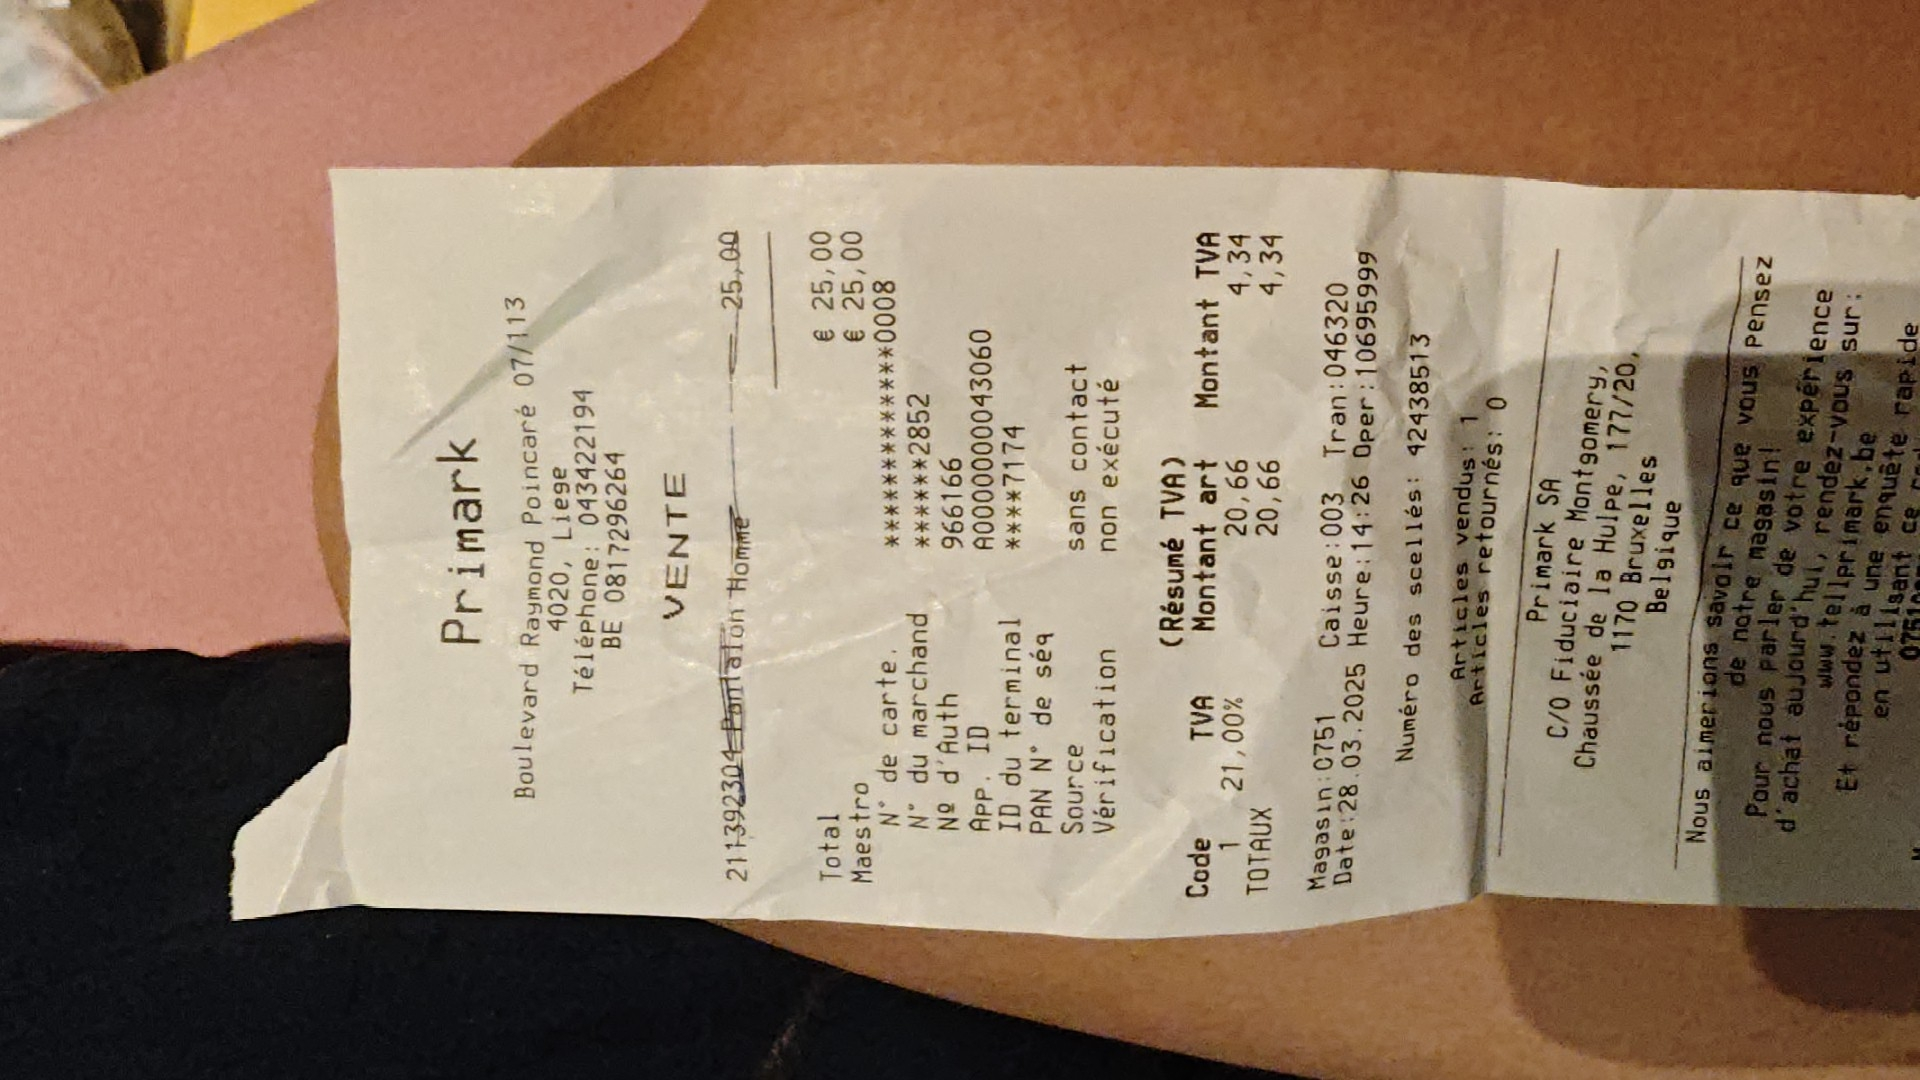 Primark
Boulevard Raymond Poincaré 07/113
4020, Liege
Téléphone: 043422194
BE 0817296264
VENTE
211392304 Pantalon Homme 25,00
Total € 25,00
Maestro € 25,00
N° de carte. ***************0008
N° du marchand ******2852
Nº d'Auth 966166
App. ID A0000000043060
ID du terminal ****7174
PAN N° de séq
Source sans contact
Vérification non exécuté
(Résumé TVA)
Code TVA Montant art Montant TVA
1 21,00% 20,66 4,34
TOTAUX 20,66 4,34
Magasin:0751 Caisse:003 Tran:046320
Date:28.03.2025 Heure:14:26 Oper:10695999
Numéro des scellés: 42438513
Articles vendus: 1
Articles retournés: 0
Primark SA
C/O Fiduciaire Montgomery,
Chaussée de la Hulpe, 177/20,
1170 Bruxelles
Belgique
Nous aimerions savoir ce que vous pensez
de notre magasin!
Pour nous parler de votre expérience
d'achat aujourd'hui, rendez-vous sur:
www.tellprimark.be
Et répondez à une enquête rapide
en utilisant ce